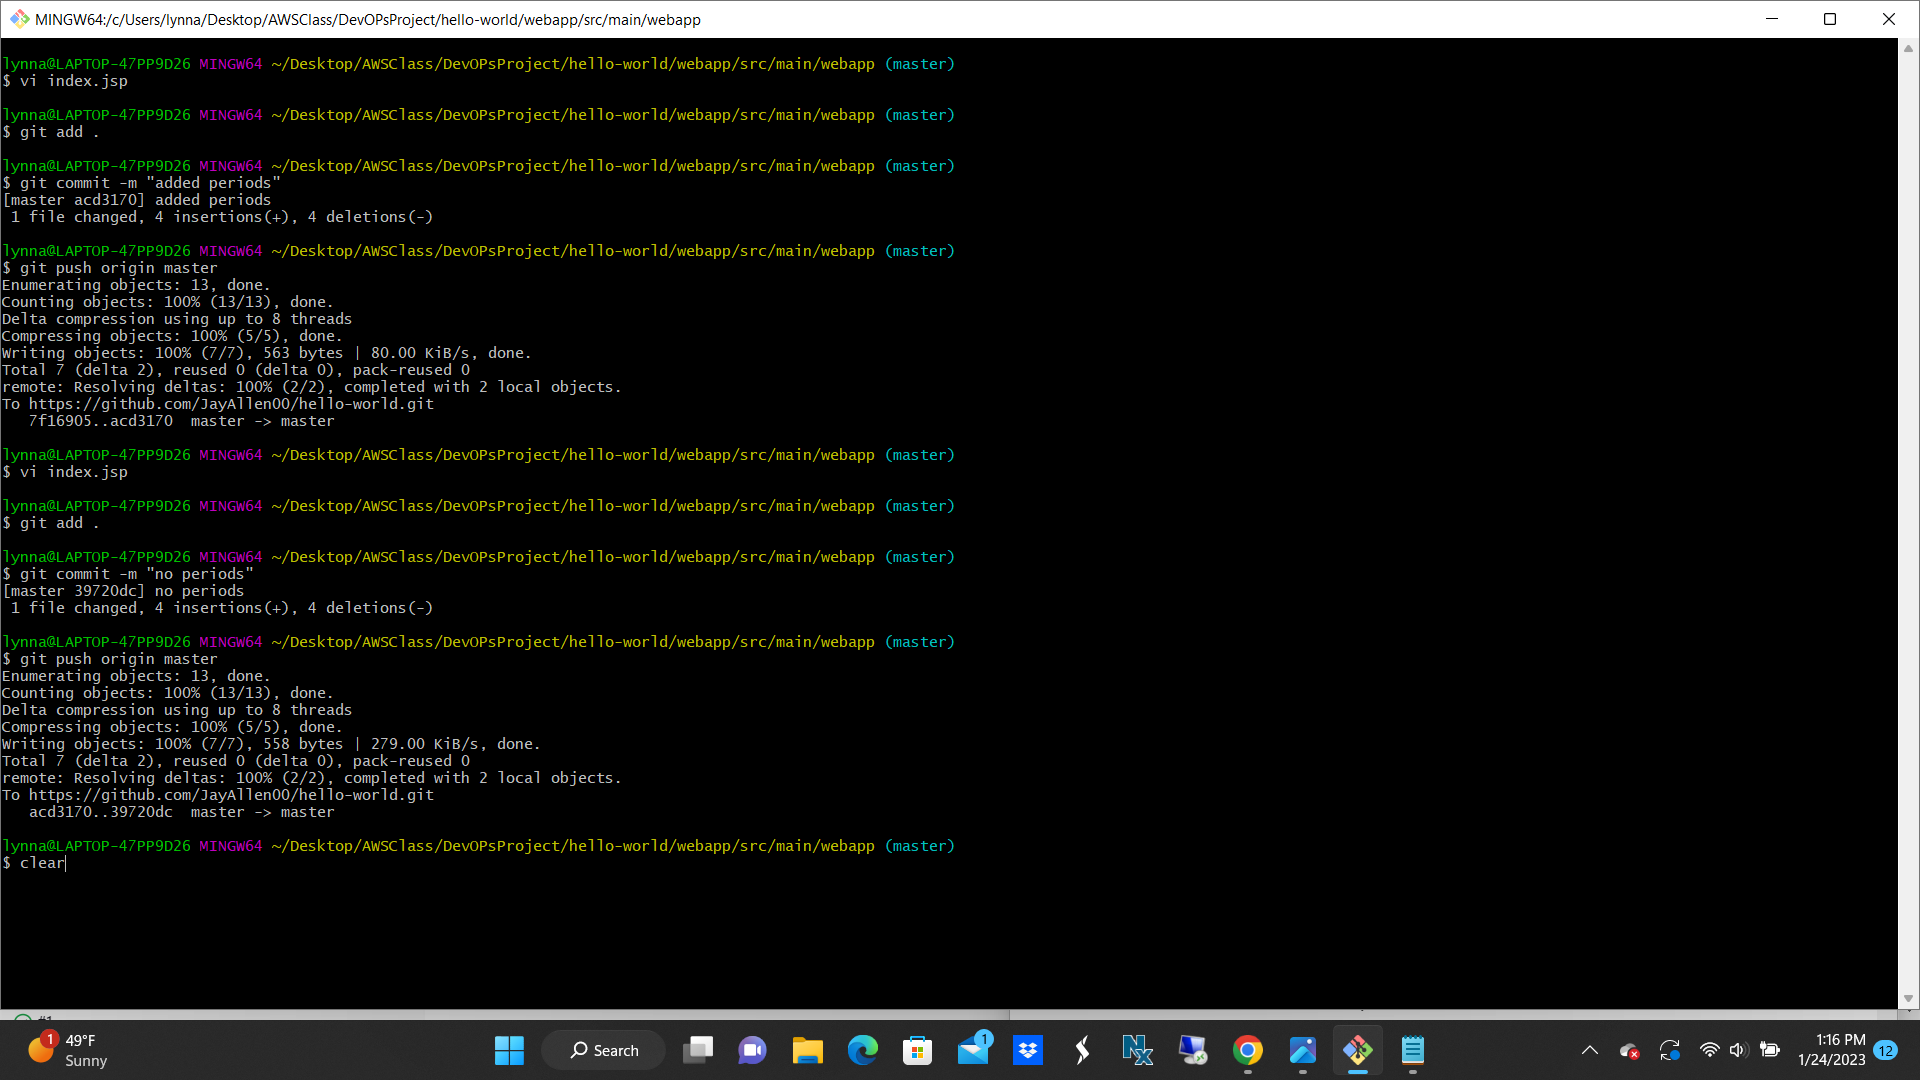 MINGW64:/c/Users/lynna/Desktop/AWSClass/DevOPsProject/hello-world/webapp/src/main/webapp
lynna@LAPTOP-47PP9D26 MINGW64 ~/Desktop/AWSClass/DevOPsProject/hello-world/webapp/src/main/webapp (master)
$ vi index.jsp
lynna@LAPTOP-47PP9D26 MINGW64 ~/Desktop/AWSClass/DevOPsProject/hello-world/webapp/src/main/webapp (master)
$ git add .
lynna@LAPTOP-47PP9D26 MINGW64 ~/Desktop/AWSClass/DevOPsProject/hello-world/webapp/src/main/webapp (master)
$ git commit -m "added periods"
[master acd3170] added periods
1 file changed, 4 insertions(+), 4 deletions(-)
lynna@LAPTOP-47PP9D26 MINGW64 ~/Desktop/AWSClass/DevOPsProject/hello-world/webapp/src/main/webapp (master)
$ git push origin master
Enumerating objects: 13, done.
Counting objects: 100% (13/13), done.
Delta compression using up to 8 threads
Compressing objects: 100% (5/5), done.
Writing objects: 100% (7/7), 563 bytes | 80.00 KiB/s, done.
Total 7 (delta 2), reused 0 (delta 0), pack-reused 0
remote: Resolving deltas: 100% (2/2), completed with 2 local objects.
To https://github.com/JayAllen00/hello-world.git
7f16905..acd3170  master -> master
lynna@LAPTOP-47PP9D26 MINGW64 ~/Desktop/AWSClass/DevOPsProject/hello-world/webapp/src/main/webapp (master)
$ vi index.jsp
lynna@LAPTOP-47PP9D26 MINGW64 ~/Desktop/AWSClass/DevOPsProject/hello-world/webapp/src/main/webapp (master)
$ git add .
lynna@LAPTOP-47PP9D26 MINGW64 ~/Desktop/AWSClass/DevOPsProject/hello-world/webapp/src/main/webapp (master)
$ git commit -m "no periods"
[master 39720dc] no periods
1 file changed, 4 insertions(+), 4 deletions(-)
lynna@LAPTOP-47PP9D26 MINGW64 ~/Desktop/AWSClass/DevOPsProject/hello-world/webapp/src/main/webapp (master)
$ git push origin master
Enumerating objects: 13, done.
Counting objects: 100% (13/13), done.
Delta compression using up to 8 threads
Compressing objects: 100% (5/5), done.
Writing objects: 100% (7/7), 558 bytes | 279.00 KiB/s, done.
Total 7 (delta 2), reused 0 (delta 0), pack-reused 0
remote: Resolving deltas: 100% (2/2), completed with 2 local objects.
To https://github.com/JayAllen00/hello-world.git
acd3170..39720dc  master -> master
lynna@LAPTOP-47PP9D26 MINGW64 ~/Desktop/AWSClass/DevOPsProject/hello-world/webapp/src/main/webapp (master)
$ clear
1
49°F
Sunny
Search
1
Nx
1:16 PM
1/24/2023
12